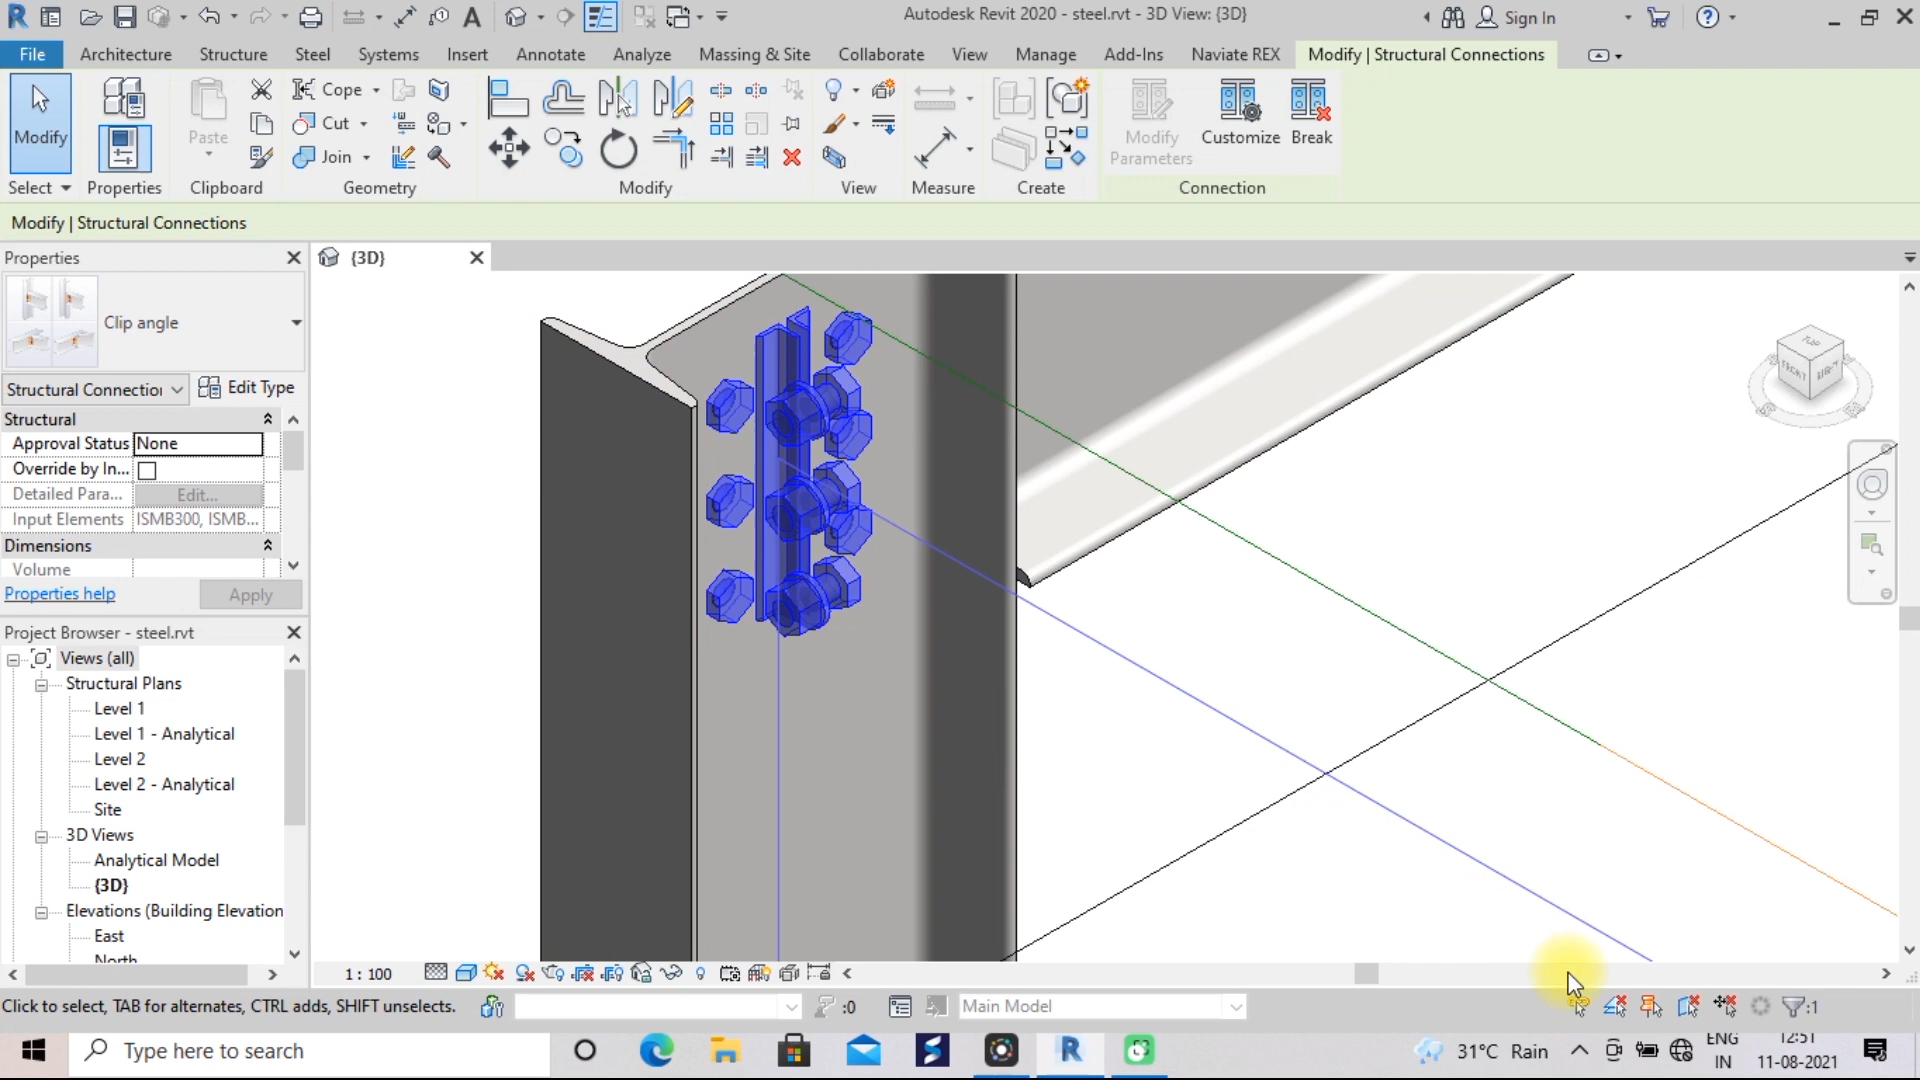 Autodesk Revit 2020 - steel.rvt - 3D View: {3D}
Sign In
File
Architecture
Structure
Steel
Systems
Insert
Annotate
Analyze
Massing & Site
Collaborate
View
Manage
Add-Ins
Naviate REX
Modify | Structural Connections
Modify
Select
Properties
Paste
Clipboard
Cope
Cut
Join
Geometry
Modify
View
Measure
Create
Modify Parameters
Customize
Break
Connection
Modify | Structural Connections
Properties
Clip angle
Structural Connection
Edit Type
Structural
Approval Status None
Override by In...
Detailed Para... Edit...
Input Elements ISMB300, ISMB...
Dimensions
Volume
Properties help
Apply
Project Browser - steel.rvt
Views (all)
Structural Plans
Level 1
Level 1 - Analytical
Level 2
Level 2 - Analytical
Site
3D Views
Analytical Model
{3D}
Elevations (Building Elevation
East
North
{3D}
TOP
FRONT
RIGHT
1 : 100
Click to select, TAB for alternates, CTRL adds, SHIFT unselects.
:0
Main Model
:1
Type here to search
31°C Rain
ENG
IN
12:51
11-08-2021